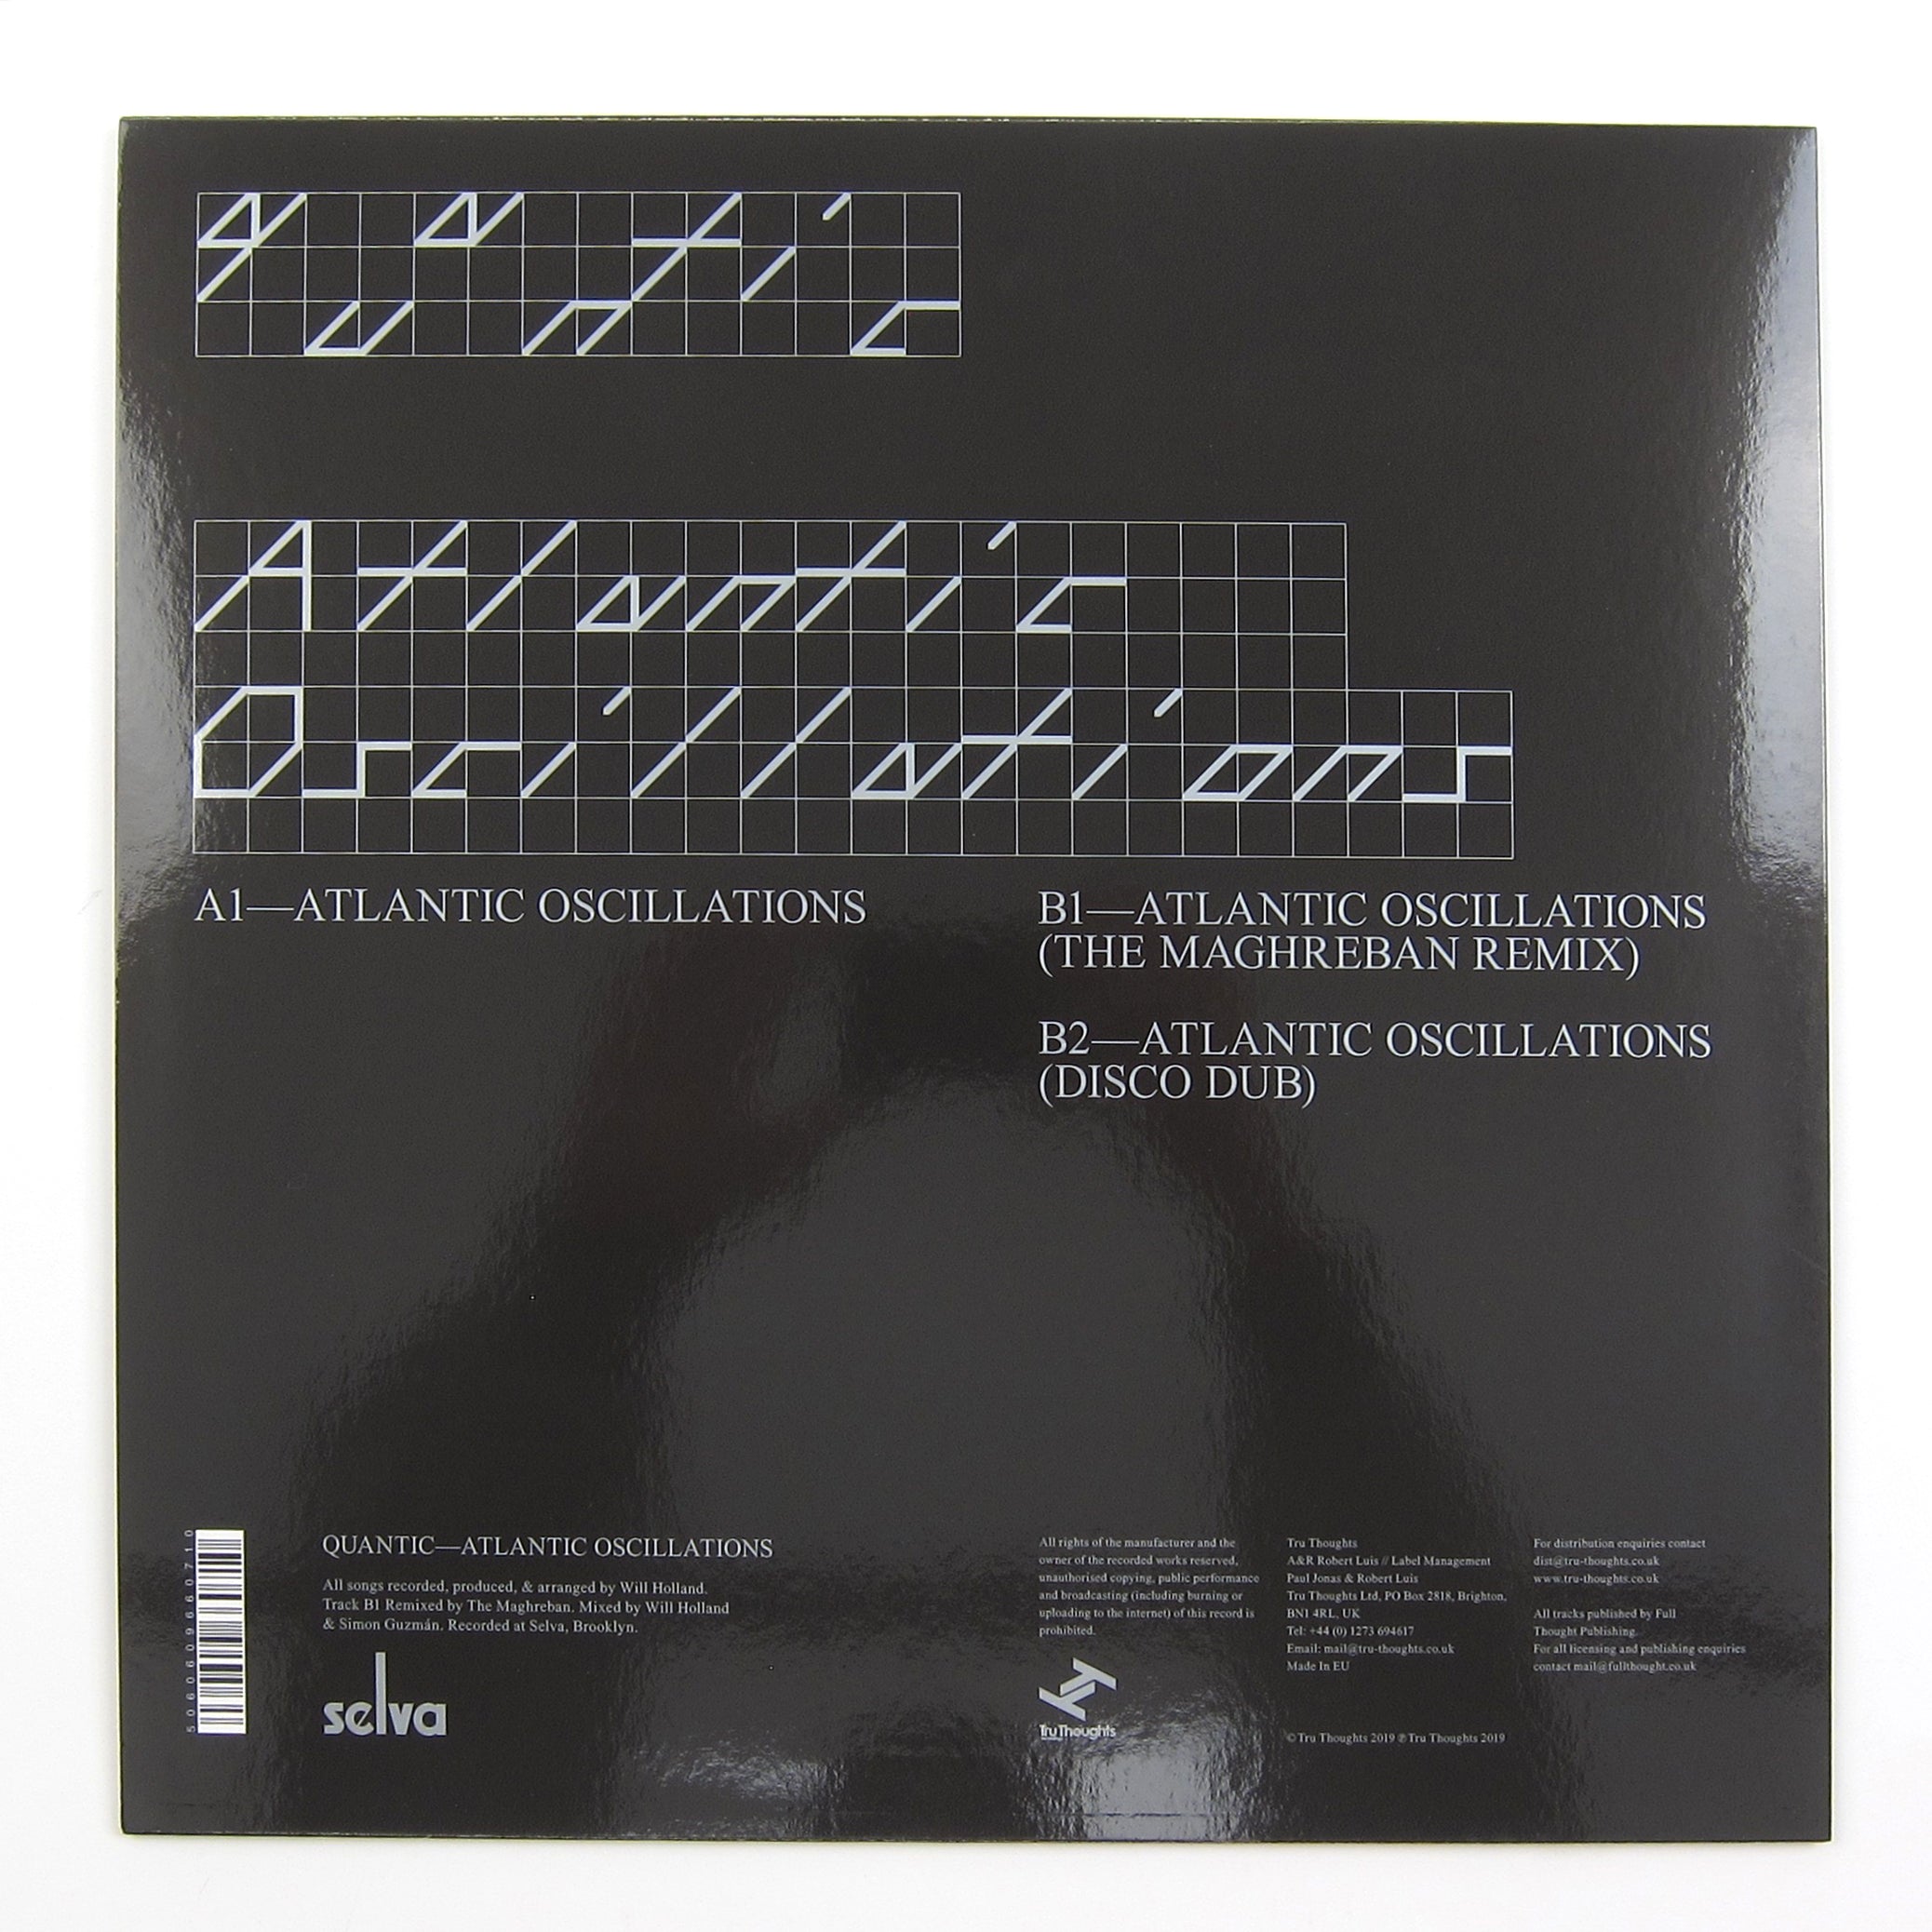 Quantic
Atlantic
Oscillations
A1—ATLANTIC OSCILLATIONS
B1—ATLANTIC OSCILLATIONS
(THE MAGHREBAN REMIX)
B2—ATLANTIC OSCILLATIONS
(DISCO DUB)
5060609660710
QUANTIC—ATLANTIC OSCILLATIONS
All songs recorded, produced, & arranged by Will Holland.
Track B1 Remixed by The Maghreban. Mixed by Will Holland
& Simon Guzmán. Recorded at Selva, Brooklyn.
selva
All rights of the manufacturer and the
owner of the recorded works reserved,
unauthorised copying, public performance
and broadcasting (including burning or
uploading to the internet) of this record is
prohibited.
Tru Thoughts
Tru Thoughts
A&R Robert Luis // Label Management
Paul Jonas & Robert Luis
Tru Thoughts Ltd, PO Box 2818, Brighton,
BN1 4RL, UK
Tel: +44 (0) 1273 694617
Email: mail@tru-thoughts.co.uk
Made In EU
© Tru Thoughts 2019 ℗ Tru Thoughts 2019
For distribution enquiries contact
dist@tru-thoughts.co.uk
www.tru-thoughts.co.uk
All tracks published by Full
Thought Publishing.
For all licensing and publishing enquiries
contact mail@fullthought.co.uk